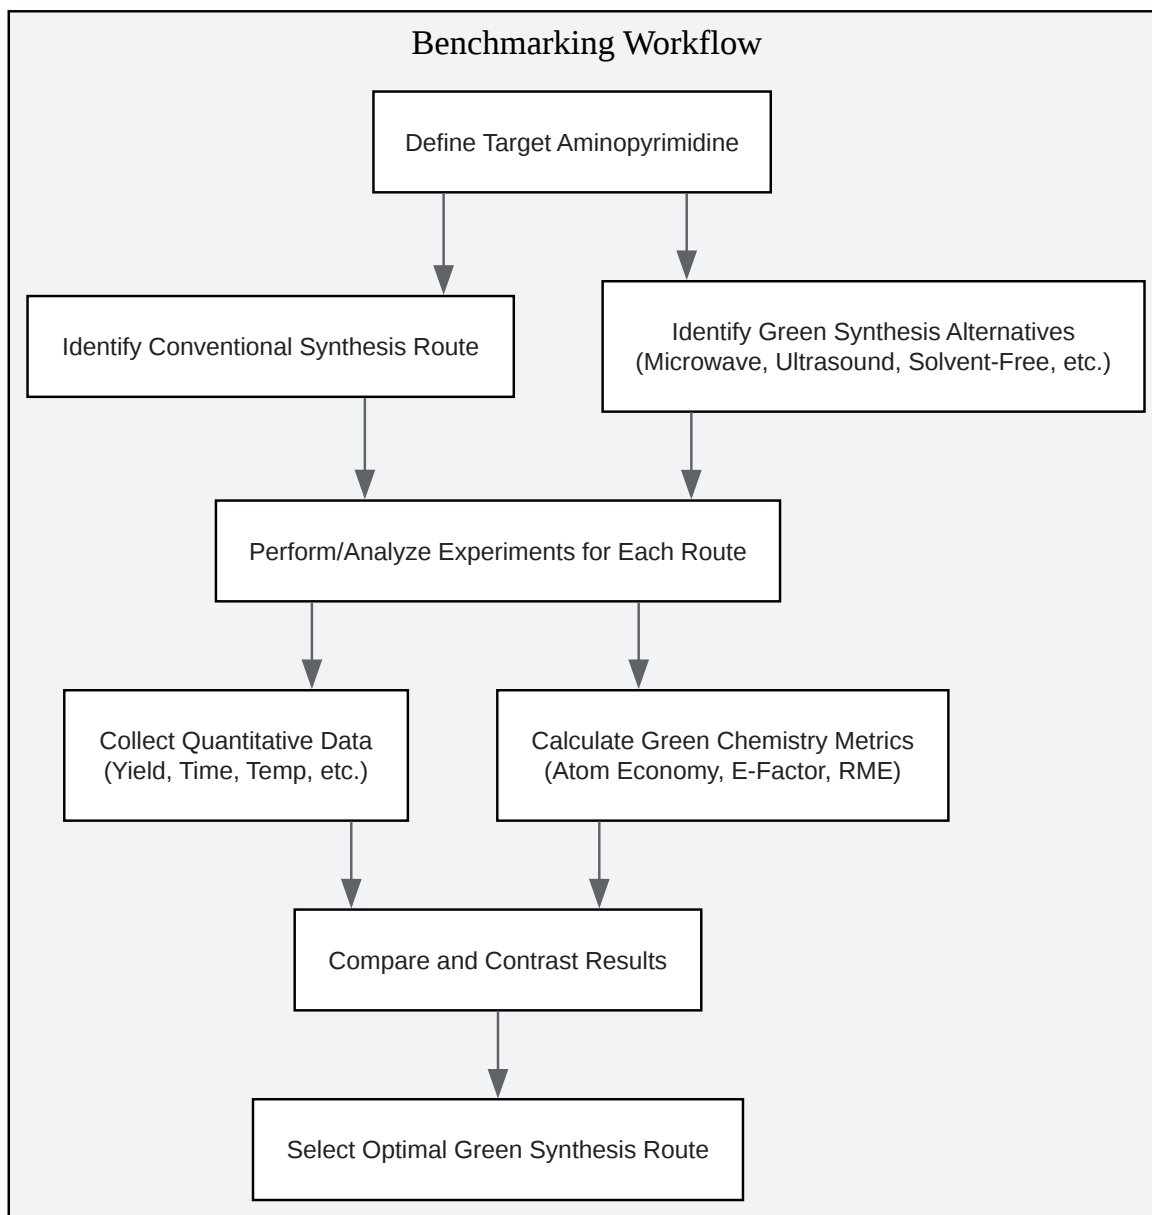 Benchmarking Workflow
Define Target Aminopyrimidine
Identify Conventional Synthesis Route
Identify Green Synthesis Alternatives
(Microwave, Ultrasound, Solvent-Free, etc.)
Perform/Analyze Experiments for Each Route
Collect Quantitative Data
(Yield, Time, Temp, etc.)
Calculate Green Chemistry Metrics
(Atom Economy, E-Factor, RME)
Compare and Contrast Results
Select Optimal Green Synthesis Route